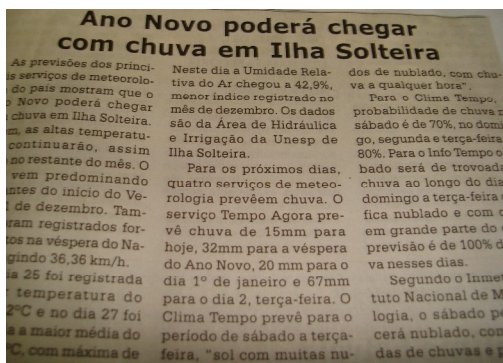 Ano Novo poderá chegar
com chuva em Ilha Solteira
As previsões dos princi-
is serviços de meteorolo-
do país mostram que o
Novo poderá chegar
chuva em Ilha Solteira.
as altas temperatu-
continuarão, assim
no restante do mês. O
vem predominando
antes do início do Ve-
de dezembro. Tam-
ram registrados for-
tos na véspera do Na-
gindo 36,36 km/h.
ia 25 foi registrada
temperatura do
2ºC e no dia 27 foi
a a maior média do
ºC, com máxima de
Neste dia a Umidade Rela-
tiva do Ar chegou a 42,9%,
menor índice registrado no
mês de dezembro. Os dados
são da Área de Hidráulica
e Irrigação da Unesp de
Ilha Solteira.
Para os próximos dias,
quatro serviços de meteo-
rologia prevêem chuva. O
serviço Tempo Agora pre-
vê chuva de 15mm para
hoje, 32mm para a véspera
do Ano Novo, 20 mm para o
dia 1º de janeiro e 67mm
para o dia 2, terça-feira. O
Clima Tempo prevê para o
período de sábado a terça-
feira, "sol com muitas nu-
dos de nublado, com chu-
va a qualquer hora".
Para o Clima Tempo,
probabilidade de chuva n
sábado é de 70%, no domin-
go, segunda e terça-feira
80%. Para o Info Tempo o
bado será de trovoada
chuva ao longo do dia
domingo a terça-feira
fica nublado e com
em grande parte do
previsão é de 100% d
va nesses dias.
Segundo o Inmet
tuto Nacional de M
logia, o sábado pe
cerá nublado, com
das de chuvas e